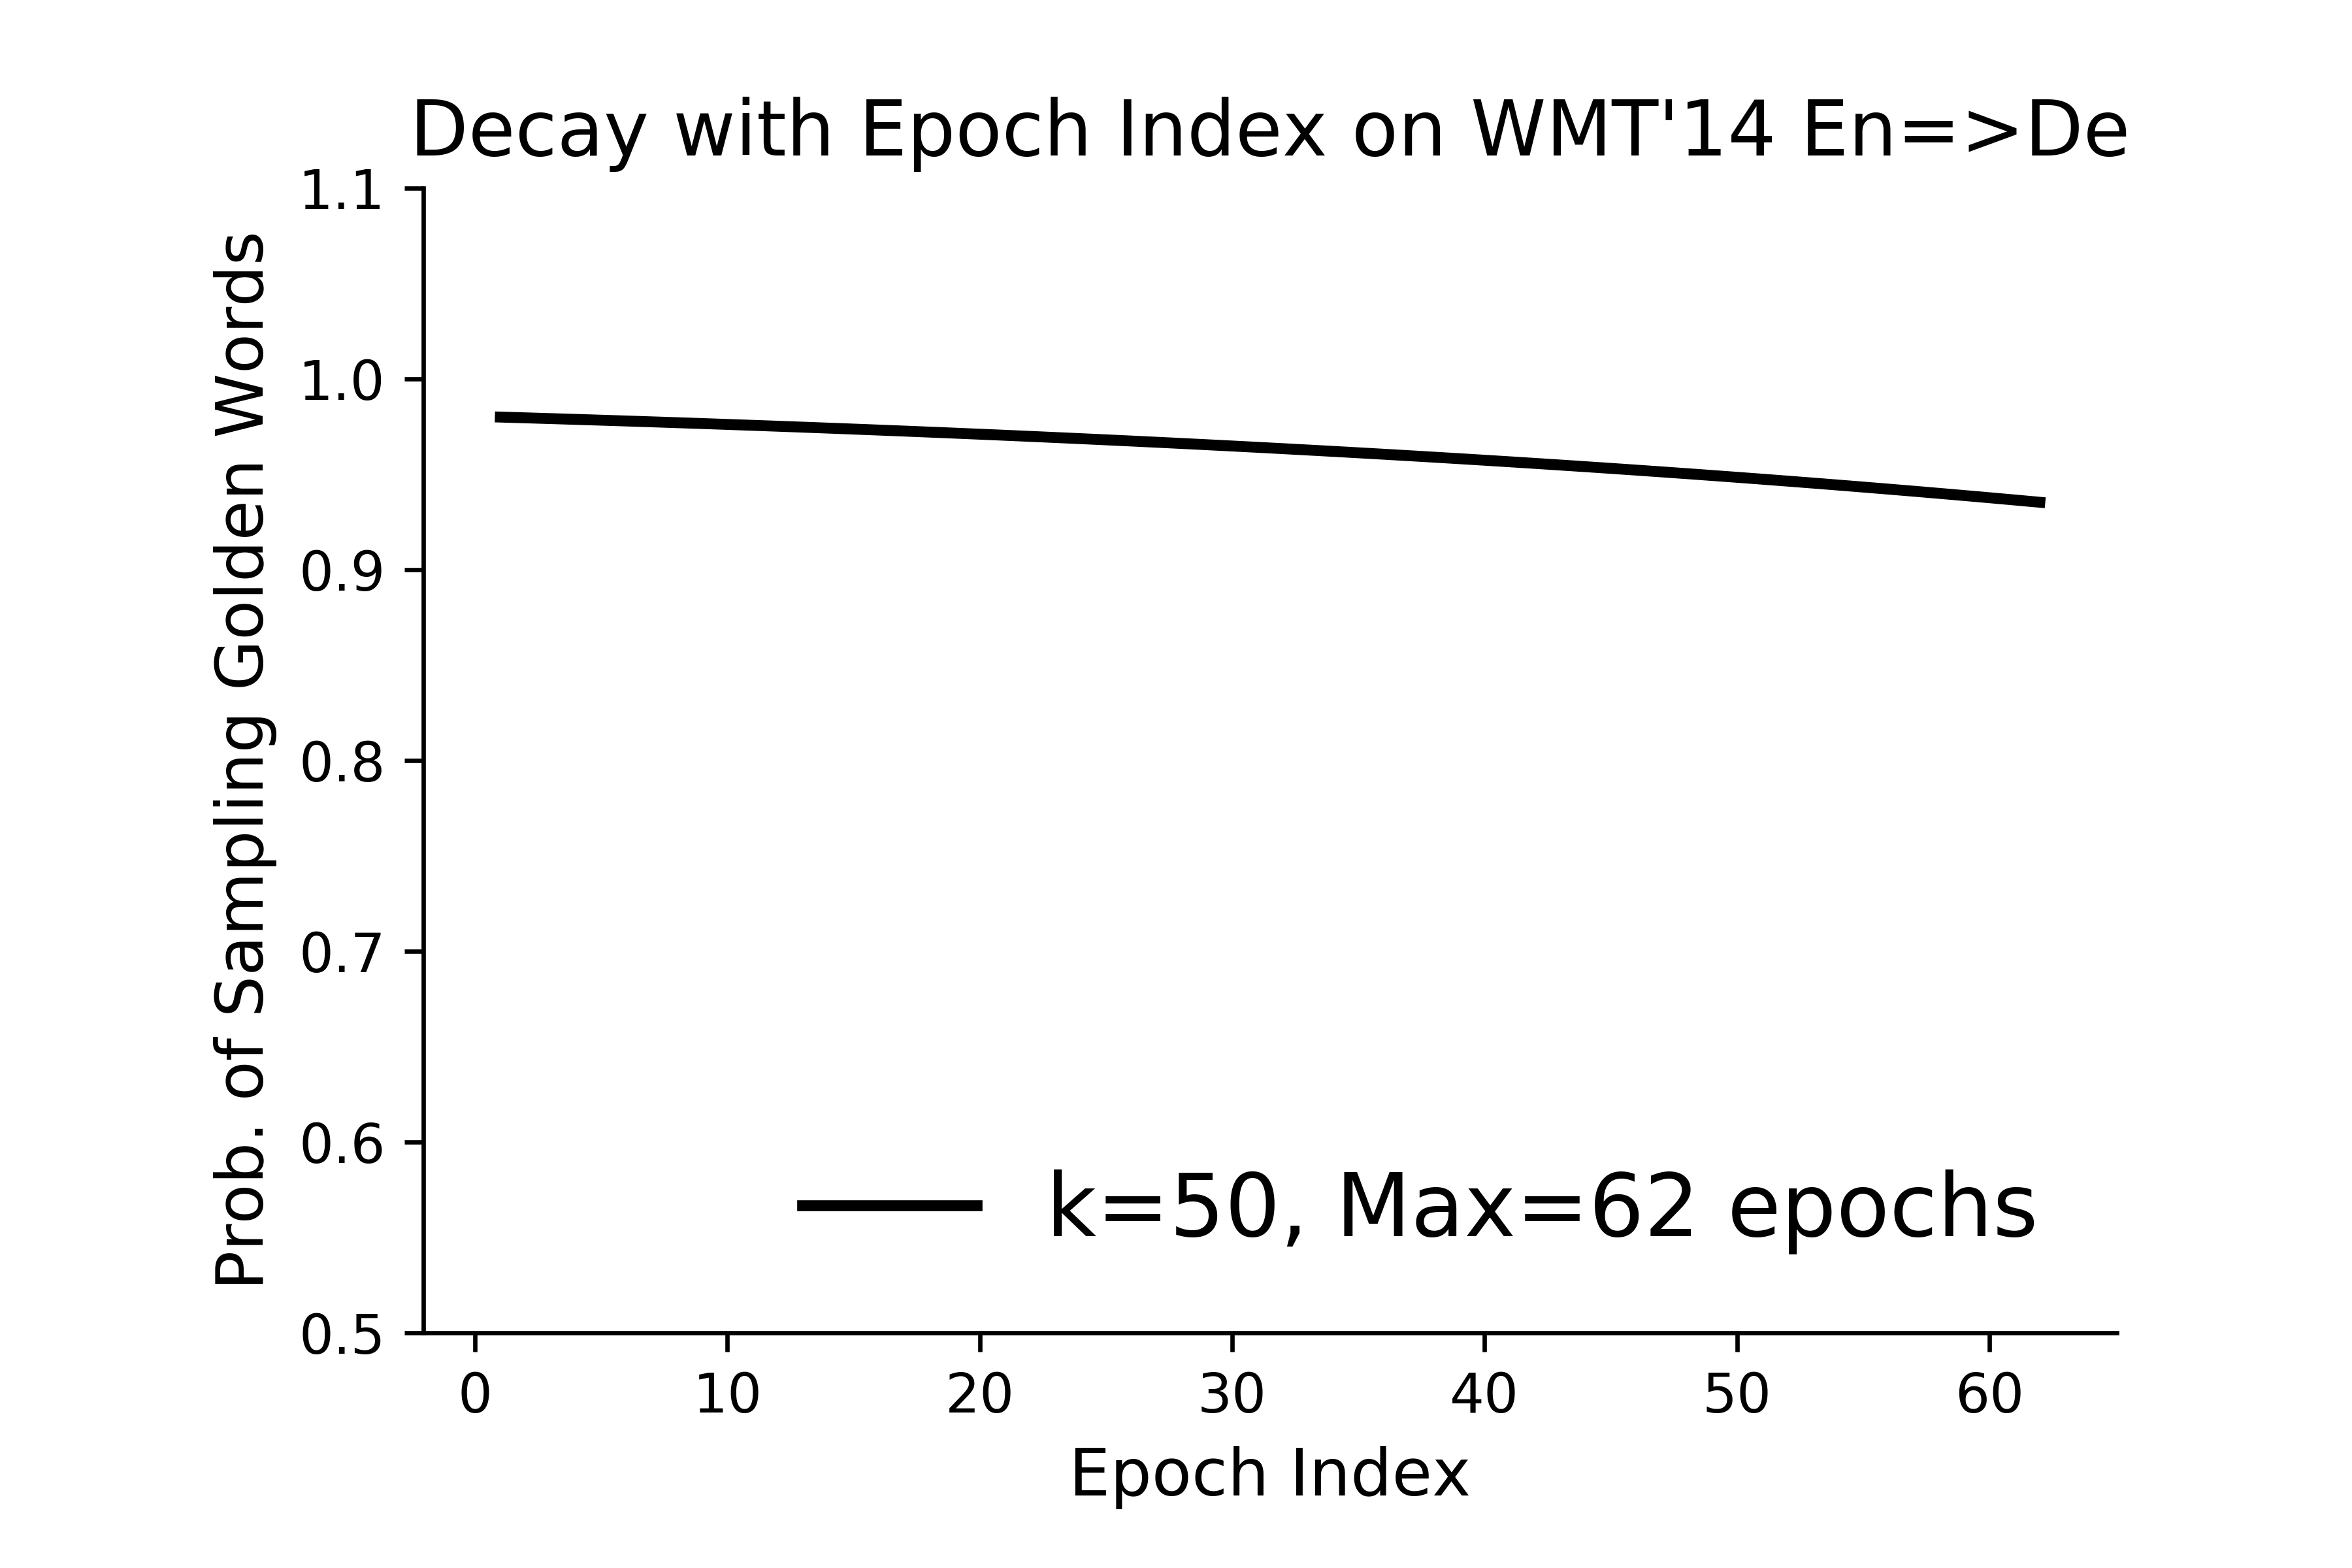 Decay with Epoch Index on WMT'14 En=>De
Prob. of Sampling Golden Words
1.1
1.0
0.9
0.8
0.7
0.6
0.5
k=50, Max=62 epochs
0 10 20 30 40 50 60
Epoch Index